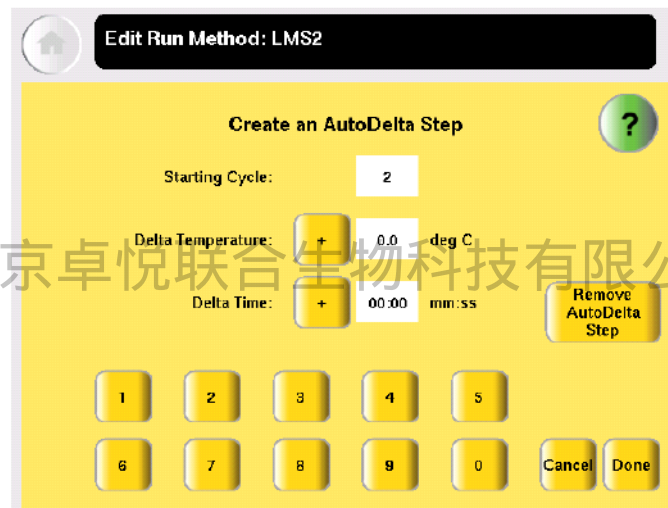 Edit Run Method: LMS2
Create an AutoDelta Step
?
Starting Cycle: 2
Delta Temperature: + 0.0 deg C
京卓悦联合生物科技有限公
Delta Time: + 00:00 mm:ss
Remove
AutoDelta
Step
1 2 3 4 5
6 7 8 9 0
Cancel Done